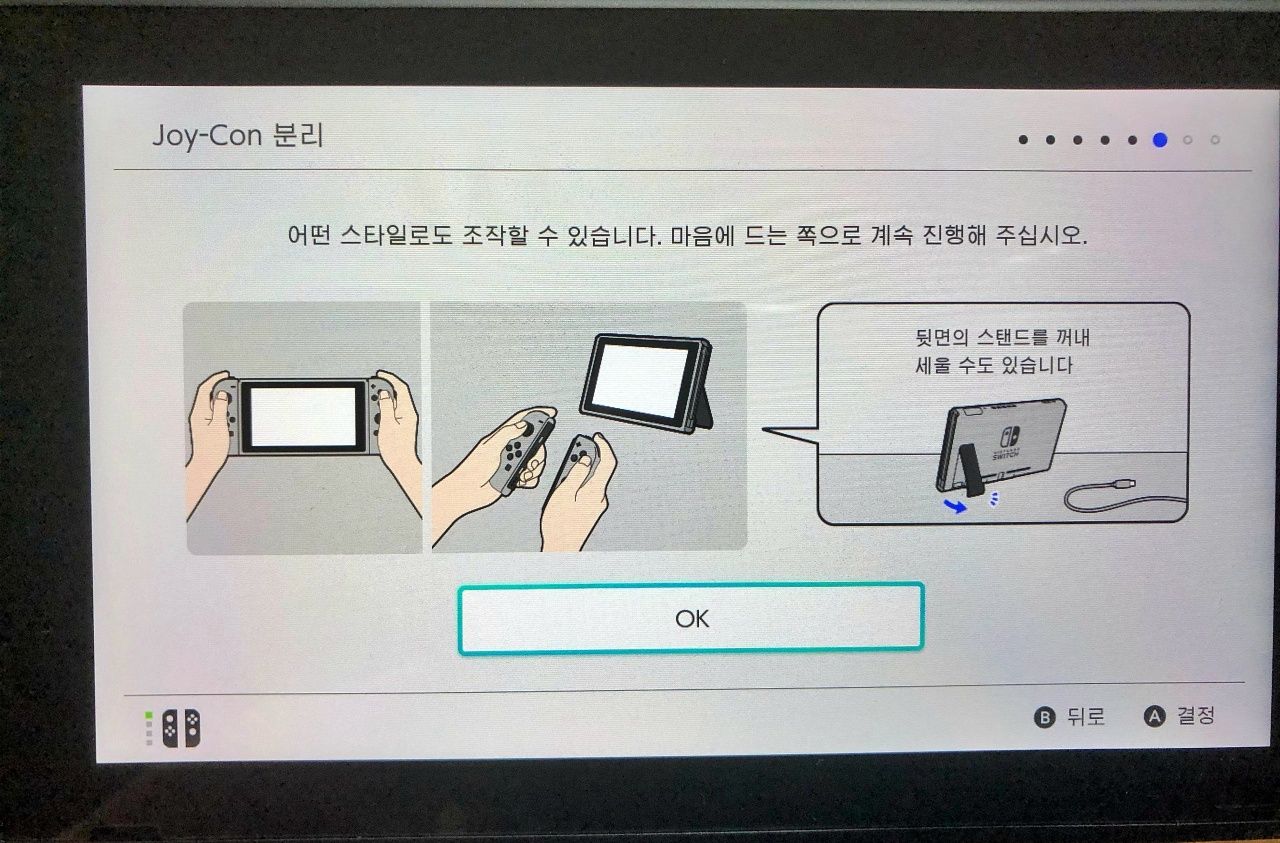 Joy-Con 분리
어떤 스타일로도 조작할 수 있습니다. 마음에 드는 쪽으로 계속 진행해 주십시오.
뒷면의 스탠드를 꺼내
세울 수도 있습니다
NINTENDO
SWITCH
OK
B 뒤로 A 결정